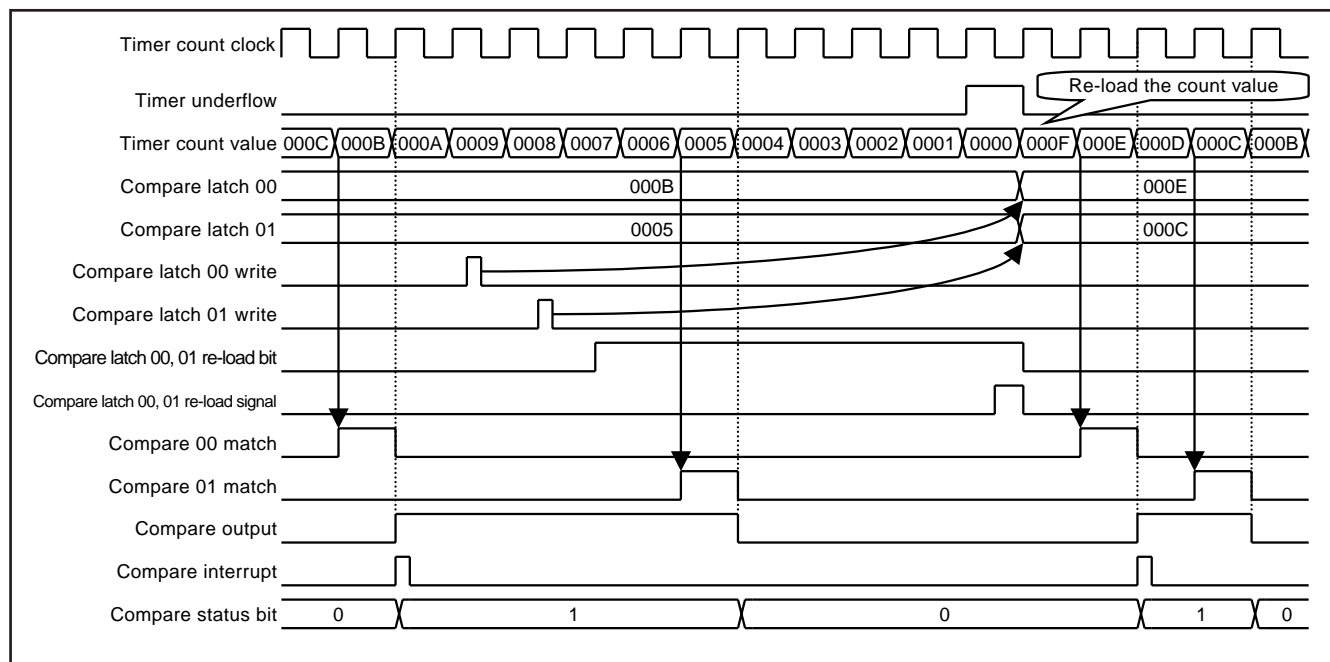 Timer count clock
Timer underflow
Re-load the count value
Timer count value 000C 000B 000A 0009 0008 0007 0006 0005 0004 0003 0002 0001 0000 000F 000E 000D 000C 000B
Compare latch 00 000B 000E
Compare latch 01 0005 000C
Compare latch 00 write
Compare latch 01 write
Compare latch 00, 01 re-load bit
Compare latch 00, 01 re-load signal
Compare 00 match
Compare 01 match
Compare output
Compare interrupt
Compare status bit 0 1 0 1 0